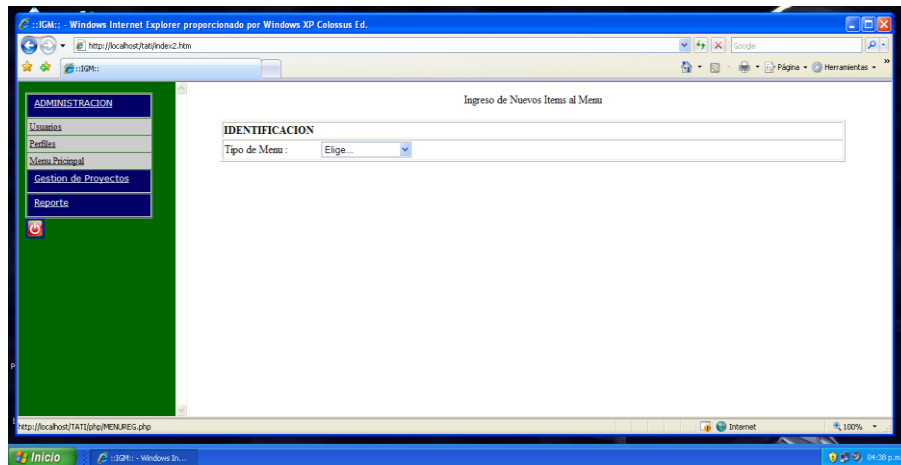 ::IGM:: - Windows Internet Explorer proporcionado por Windows XP Colossus Ed.
http://localhost/tati/index2.htm
Google
::IGM::
Página
Herramientas
»
ADMINISTRACION
Usuarios
Perfiles
Menu Pricinpal
Gestion de Proyectos
Reporte
Ingreso de Nuevos Items al Menu
IDENTIFICACION
Tipo de Menu :
Elige....
http://localhost/TATI/php/MENUREG.php
Internet
100%
Inicio
::IGM:: - Windows In...
04:38 p.m.